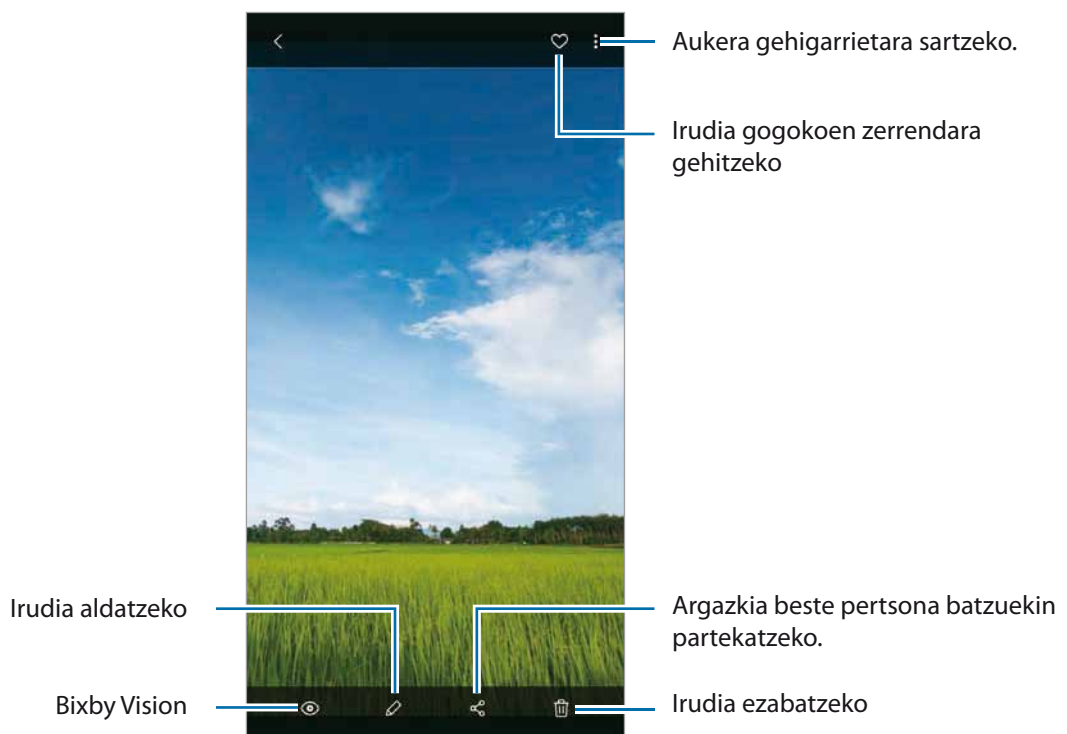 Aukera gehigarrietara sartzeko.
Irudia gogokoen zerrendara
gehitzeko
Irudia aldatzeko
Argazkia beste pertsona batzuekin
partekatzeko.
Bixby Vision
Irudia ezabatzeko